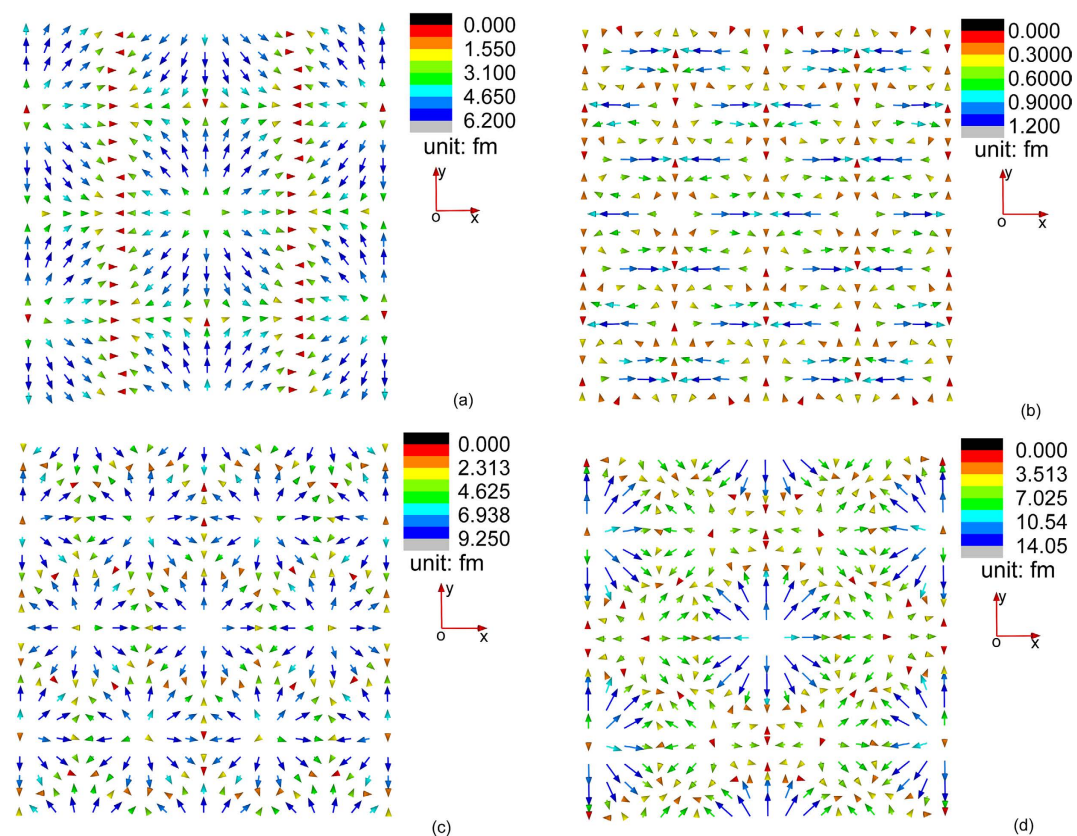 0.000
1.550
3.100
4.650
6.200
unit: fm
y
o
x
(a)
0.000
0.3000
0.6000
0.9000
1.200
unit: fm
y
o
x
(b)
0.000
2.313
4.625
6.938
9.250
unit: fm
y
o
x
(c)
0.000
3.513
7.025
10.54
14.05
unit: fm
y
o
x
(d)